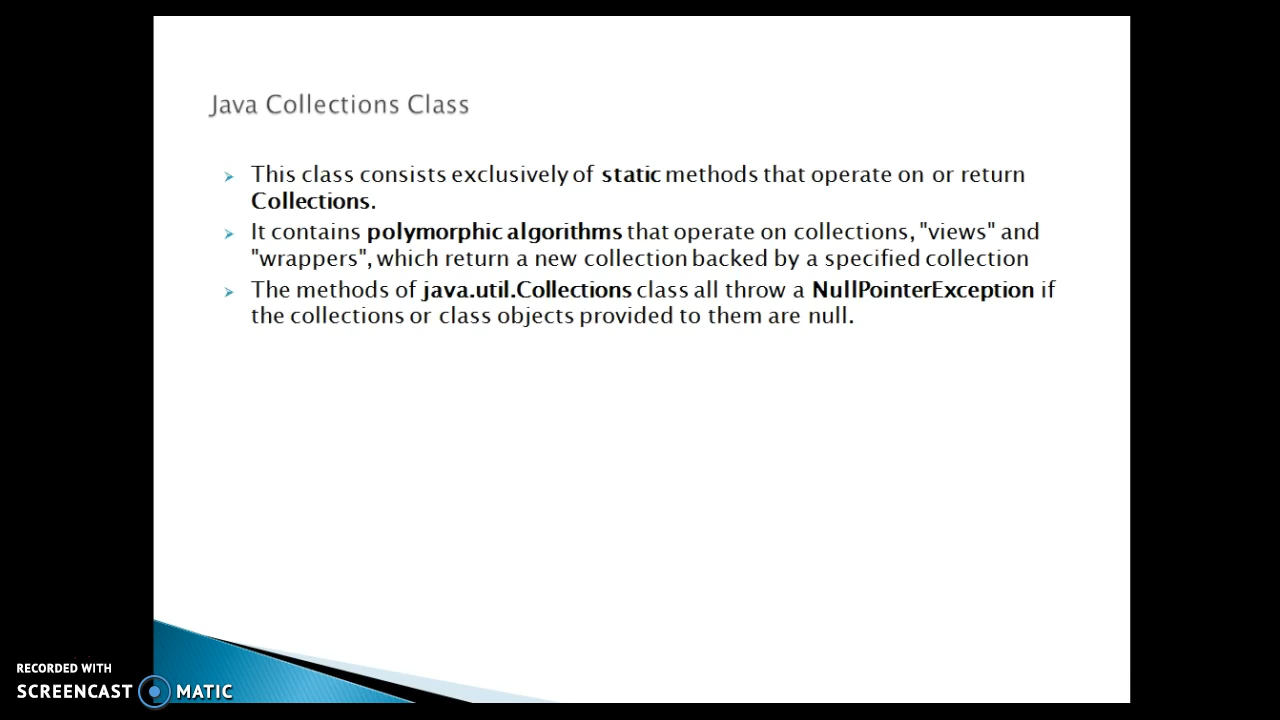 Java Collections Class
This class consists exclusively of static methods that operate on or return
Collections.
It contains polymorphic algorithms that operate on collections, "views" and
"wrappers", which return a new collection backed by a specified collection
The methods of java.util.Collections class all throw a NullPointerException if
the collections or class objects provided to them are null.
RECORDED WITH
SCREENCAST MATIC